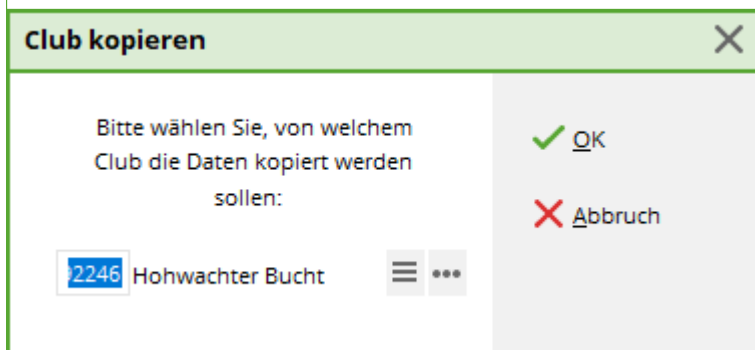 Club kopieren
Bitte wählen Sie, von welchem
Club die Daten kopiert werden
sollen:
2246 Hohwachter Bucht
OK
Abbruch